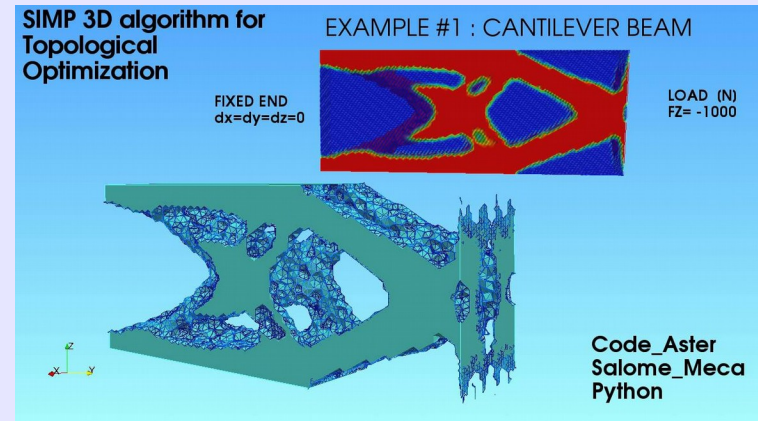 SIMP 3D algorithm for
Topological
Optimization
EXAMPLE #1 : CANTILEVER BEAM
FIXED END
dx=dy=dz=0
LOAD (N)
FZ= -1000
Z
X
Y
Code_Aster
Salome_Meca
Python